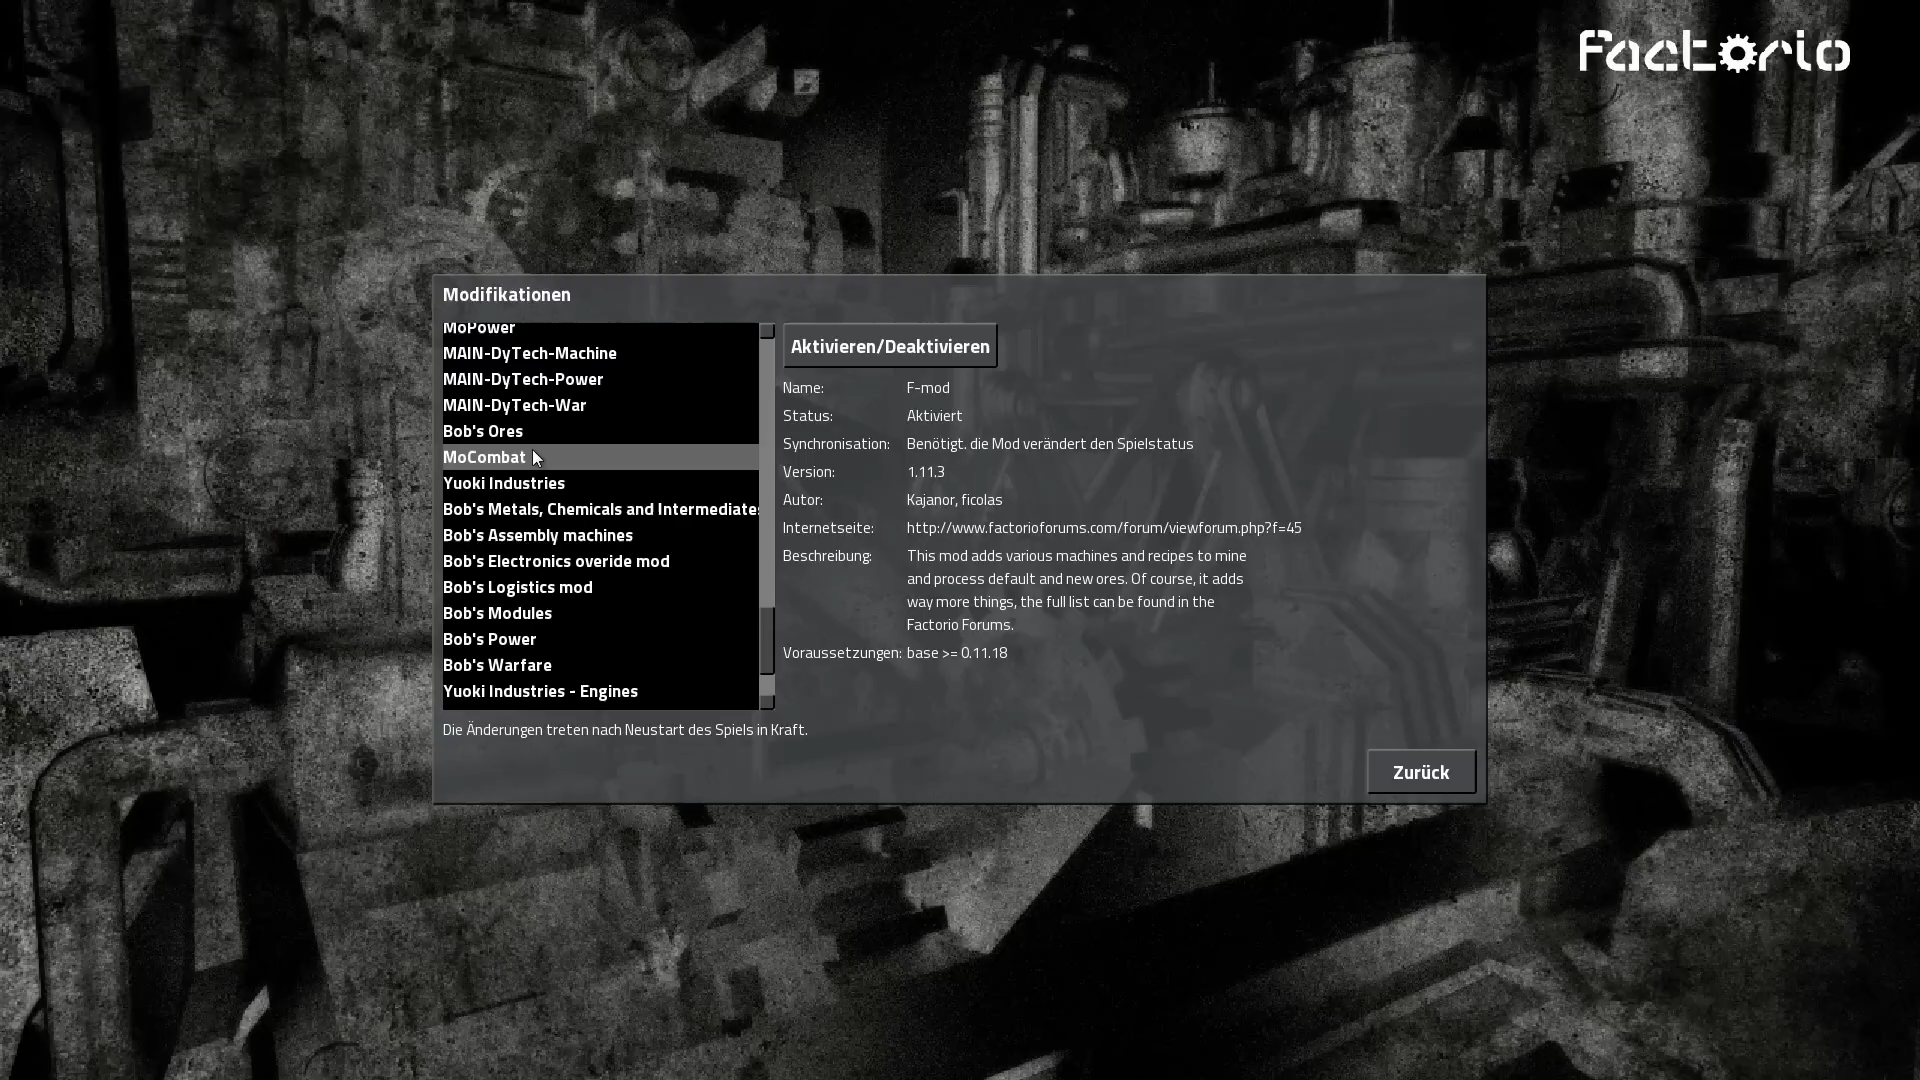 Factorio
Modifikationen
MoPower
MAIN-DyTech-Machine
MAIN-DyTech-Power
MAIN-DyTech-War
Bob's Ores
MoCombat
Yuoki Industries
Bob's Metals, Chemicals and Intermediates
Bob's Assembly machines
Bob's Electronics overide mod
Bob's Logistics mod
Bob's Modules
Bob's Power
Bob's Warfare
Yuoki Industries - Engines
Aktivieren/Deaktivieren
Name: F-mod
Status: Aktiviert
Synchronisation: Benötigt. die Mod verändert den Spielstatus
Version: 1.11.3
Autor: Kajanor, ficolas
Internetseite: http://www.factorioforums.com/forum/viewforum.php?f=45
Beschreibung: This mod adds various machines and recipes to mine
and process default and new ores. Of course, it adds
way more things, the full list can be found in the
Factorio Forums.
Voraussetzungen: base >= 0.11.18
Die Änderungen treten nach Neustart des Spiels in Kraft.
Zurück